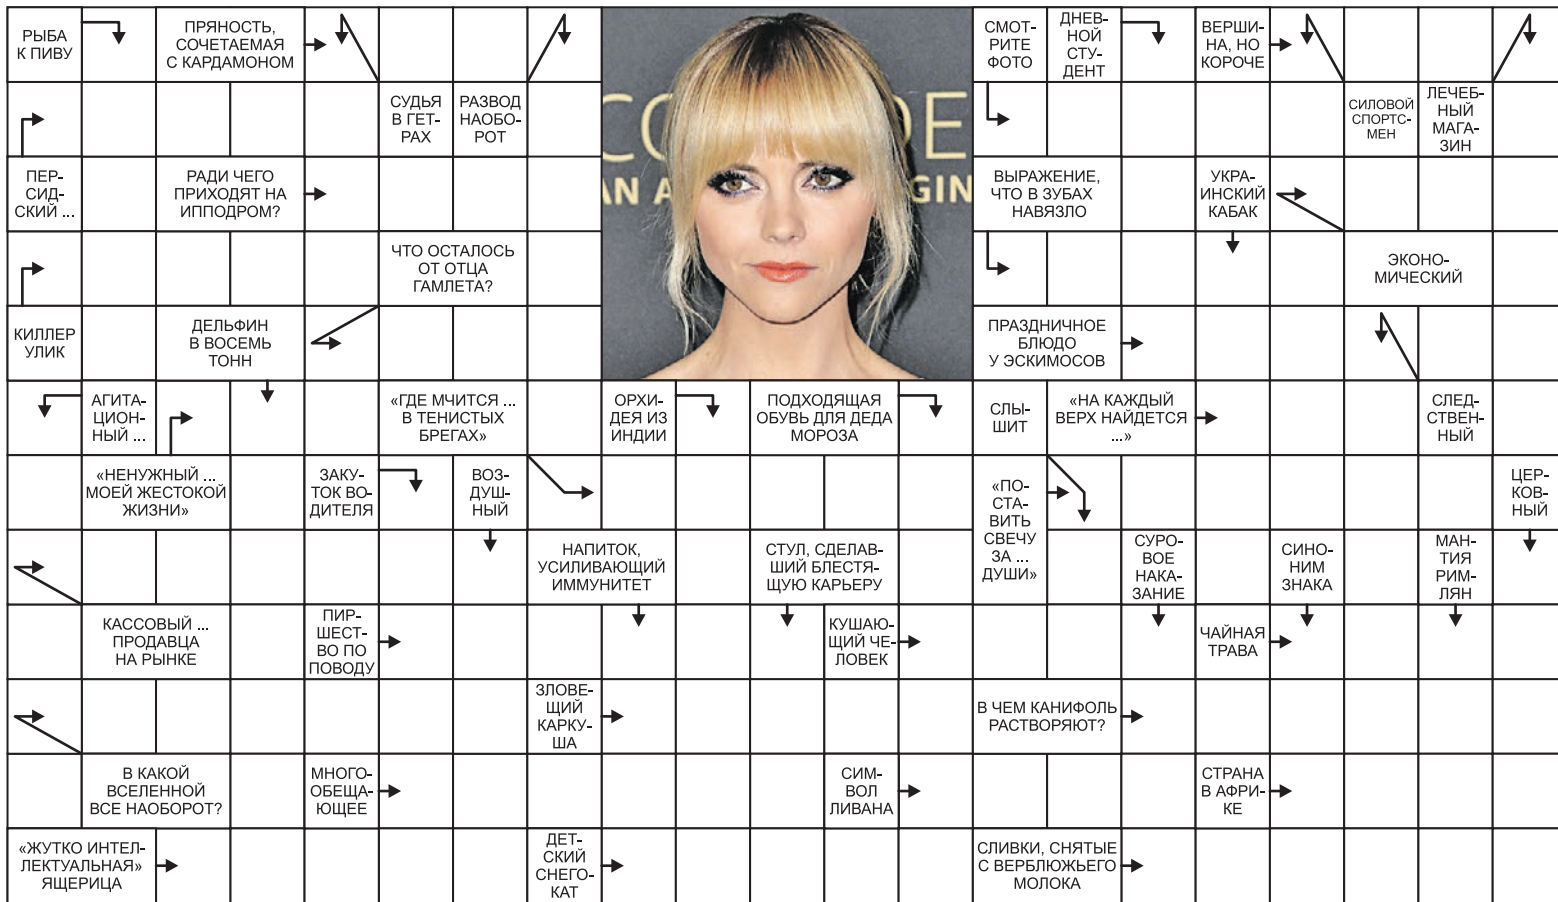 РЫБА
К ПИВУ
ПРЯНОСТЬ,
СОЧЕТАЕМАЯ
С КАРДАМОНОМ
СМОТ-
РИТЕ
ФОТО
ДНЕВ-
НОЙ
СТУ-
ДЕНТ
ВЕРШИ-
НА, НО
КОРОЧЕ
СУДЬЯ
В ГЕТ-
РАХ
РАЗВОД
НАОБО-
РОТ
CO DE
AN A GIN
СИЛОВОЙ
СПОРТС-
МЕН
ЛЕЧЕБ-
НЫЙ
МАГА-
ЗИН
ПЕР-
СИД-
СКИЙ ...
РАДИ ЧЕГО
ПРИХОДЯТ НА
ИППОДРОМ?
ВЫРАЖЕНИЕ,
ЧТО В ЗУБАХ
НАВЯЗЛО
УКРА-
ИНСКИЙ
КАБАК
ЧТО ОСТАЛОСЬ
ОТ ОТЦА
ГАМЛЕТА?
ЭКОНО-
МИЧЕСКИЙ
КИЛЛЕР
УЛИК
ДЕЛЬФИН
В ВОСЕМЬ
ТОНН
ПРАЗДНИЧНОЕ
БЛЮДО
У ЭСКИМОСОВ
АГИТА-
ЦИОН-
НЫЙ ...
«ГДЕ МЧИТСЯ ...
В ТЕНИСТЫХ
БРЕГАХ»
ОРХИ-
ДЕЯ ИЗ
ИНДИИ
ПОДХОДЯЩАЯ
ОБУВЬ ДЛЯ ДЕДА
МОРОЗА
СЛЫ-
ШИТ
«НА КАЖДЫЙ
ВЕРХ НАЙДЕТСЯ
...»
СЛЕД-
СТВЕН-
НЫЙ
«НЕНУЖНЫЙ ...
МОЕЙ ЖЕСТОКОЙ
ЖИЗНИ»
ЗАКУ-
ТОК ВО-
ДИТЕЛЯ
ВОЗ-
ДУШ-
НЫЙ
«ПО-
СТА-
ВИТЬ
СВЕЧУ
ЗА ...
ДУШИ»
ЦЕР-
КОВ-
НЫЙ
НАПИТОК,
УСИЛИВАЮЩИЙ
ИММУНИТЕТ
СТУЛ, СДЕЛАВ-
ШИЙ БЛЕСТЯ-
ЩУЮ КАРЬЕРУ
СУРО-
ВОЕ
НАКА-
ЗАНИЕ
СИНО-
НИМ
ЗНАКА
МАН-
ТИЯ
РИМ-
ЛЯН
КАССОВЫЙ ...
ПРОДАВЦА
НА РЫНКЕ
ПИР-
ШЕСТ-
ВО ПО
ПОВОДУ
КУШАЮ-
ЩИЙ ЧЕ-
ЛОВЕК
ЧАЙНАЯ
ТРАВА
ЗЛОВЕ-
ЩИЙ
КАРКУ-
ША
В ЧЕМ КАНИФОЛЬ
РАСТВОРЯЮТ?
В КАКОЙ
ВСЕЛЕННОЙ
ВСЕ НАОБОРОТ?
МНОГО-
ОБЕЩА-
ЮЩЕЕ
СИМ-
ВОЛ
ЛИВАНА
СТРАНА
В АФРИ-
КЕ
«ЖУТКО ИНТЕЛ-
ЛЕКТУАЛЬНАЯ»
ЯЩЕРИЦА
ДЕТ-
СКИЙ
СНЕГО-
КАТ
СЛИВКИ, СНЯТЫЕ
С ВЕРБЛЮЖЬЕГО
МОЛОКА